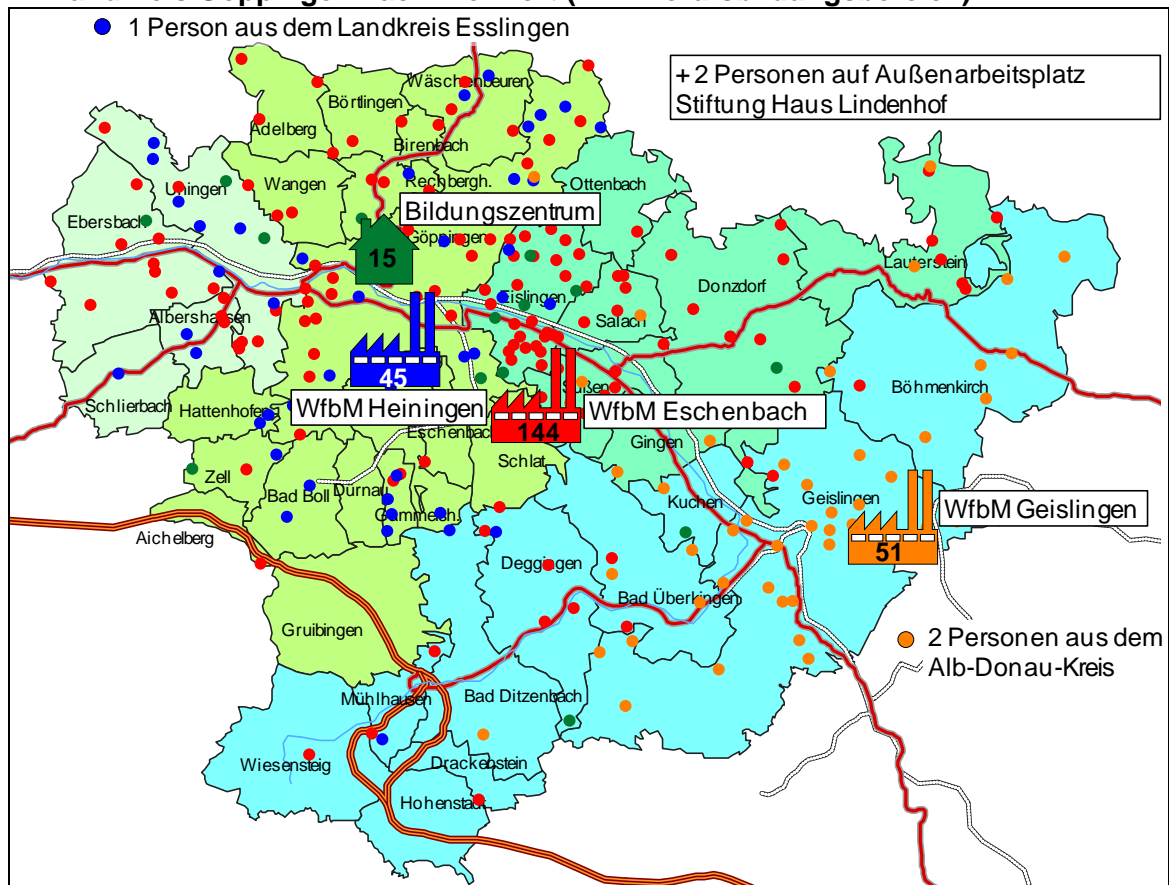 1 Person aus dem Landkreis Esslingen
+ 2 Personen auf Außenarbeitsplatz
Stiftung Haus Lindenhof
Wäschenbeuren
Börtlingen
Adelberg
Birenbach
Rechbergh.
Ottenbach
Wangen
Uhingen
Ebersbach
Bildungszentrum
Göppingen
15
Lauterstein
Donzdorf
Eislingen
Salach
Albershausen
45
Süßen
Böhmenkirch
Schlierbach
Hattenhofen
WfbM Heiningen
WfbM Eschenbach
144
Eschenbach
Gingen
Schlat
Zell
Bad Boll
Dürnau
Gammelsh.
Kuchen
Geislingen
WfbM Geislingen
51
Aichelberg
Deggingen
Bad Überkingen
Gruibingen
2 Personen aus dem
Alb-Donau-Kreis
Mühlhausen
Bad Ditzenbach
Wiesensteig
Drackenstein
Hohenstadt